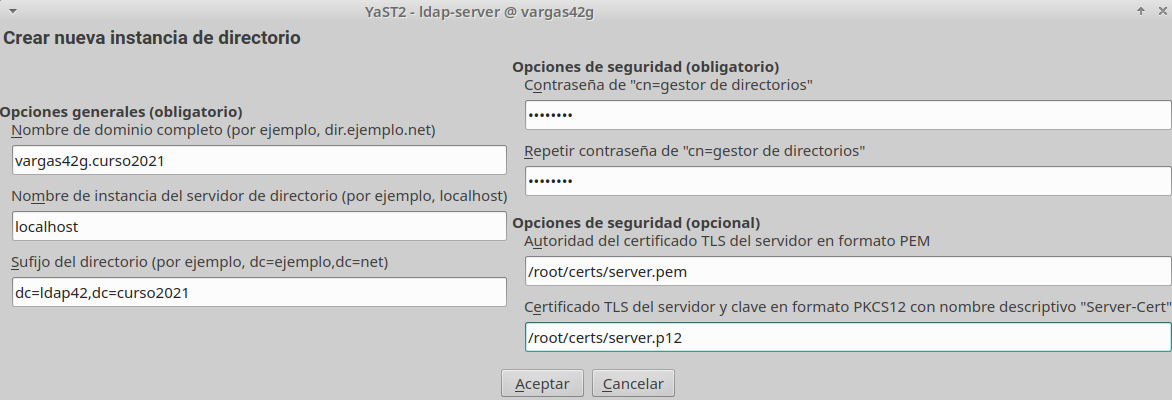 YaST2 - ldap-server @ vargas42g
Crear nueva instancia de directorio
Opciones generales (obligatorio)
Nombre de dominio completo (por ejemplo, dir.ejemplo.net)
vargas42g.curso2021
Nombre de instancia del servidor de directorio (por ejemplo, localhost)
localhost
Sufijo del directorio (por ejemplo, dc=ejemplo,dc=net)
dc=ldap42,dc=curso2021
Opciones de seguridad (obligatorio)
Contraseña de "cn=gestor de directorios"
••••••••
Repetir contraseña de "cn=gestor de directorios"
••••••••
Opciones de seguridad (opcional)
Autoridad del certificado TLS del servidor en formato PEM
/root/certs/server.pem
Certificado TLS del servidor y clave en formato PKCS12 con nombre descriptivo "Server-Cert"
/root/certs/server.p12
Aceptar Cancelar